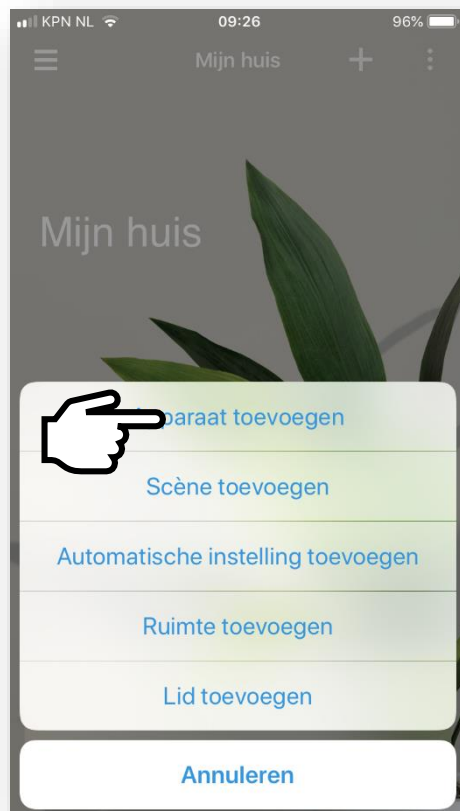 KPN NL 09:26 96%
Mijn huis
Mijn huis
paraat toevoegen
Scène toevoegen
Automatische instelling toevoegen
Ruimte toevoegen
Lid toevoegen
Annuleren